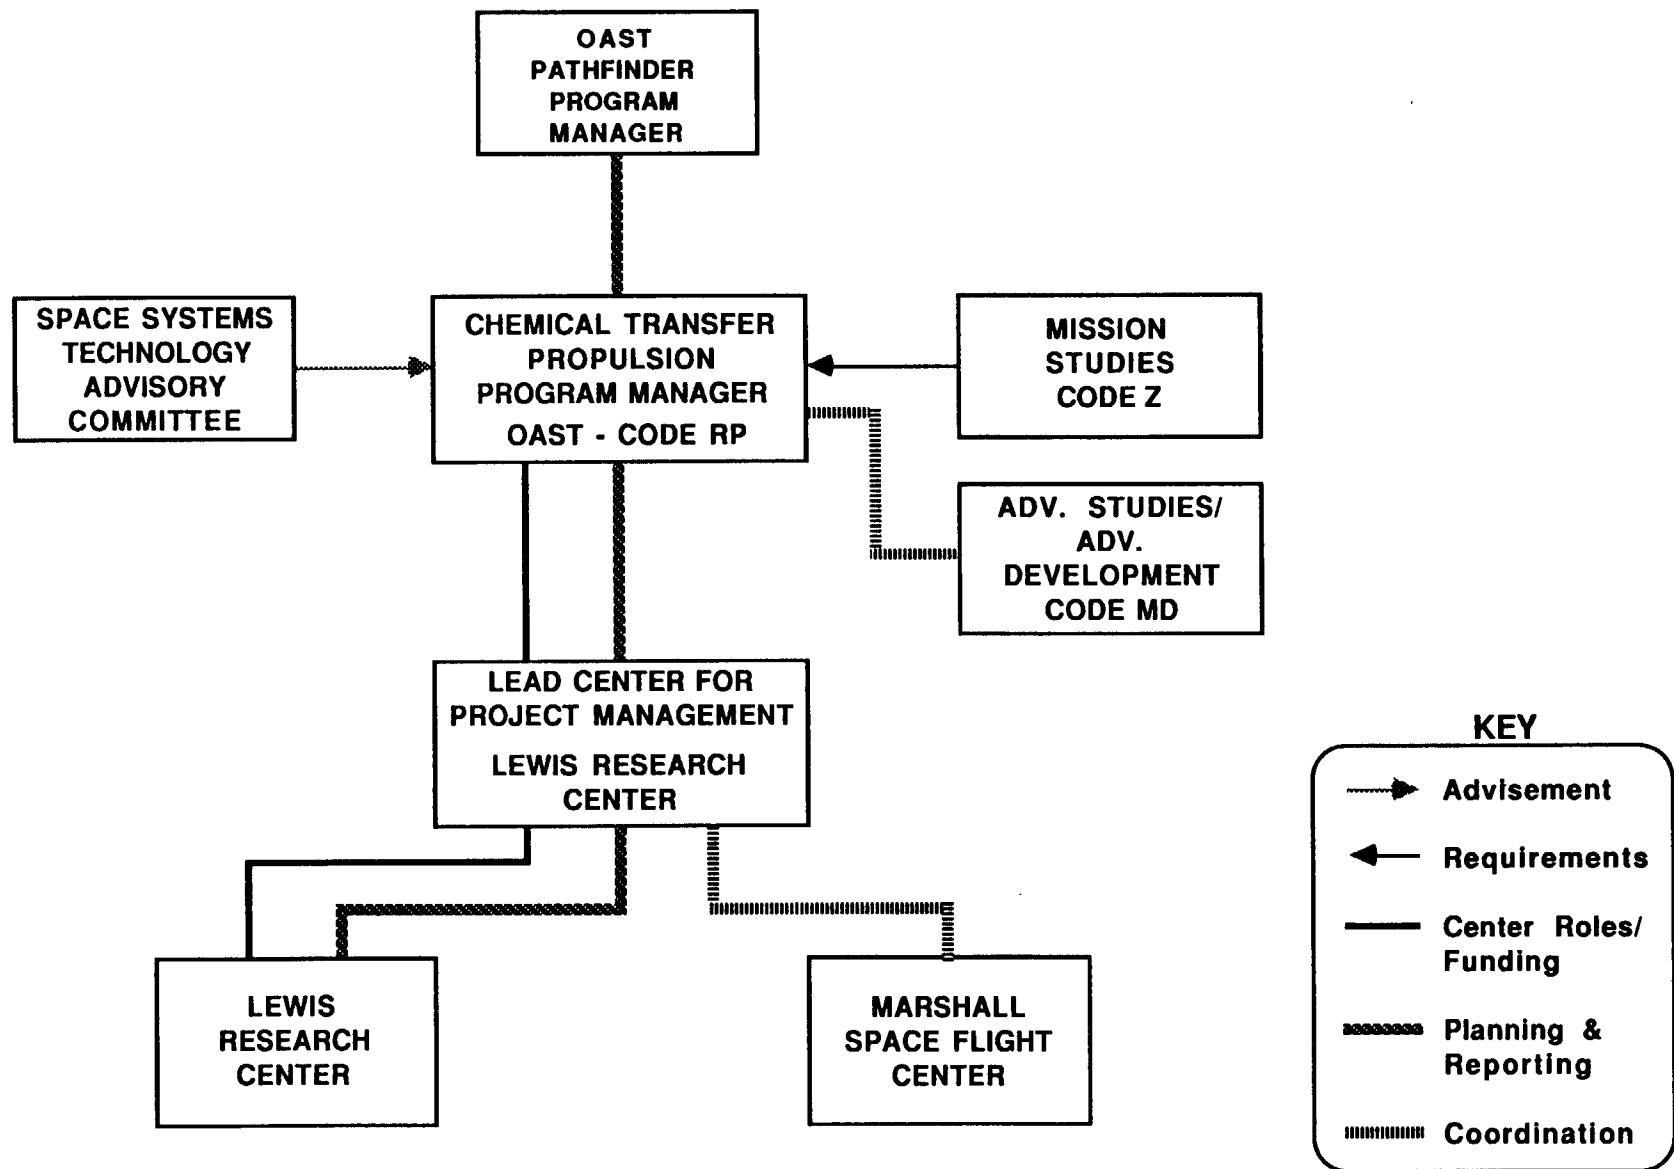 OAST
PATHFINDER
PROGRAM
MANAGER
SPACE SYSTEMS
TECHNOLOGY
ADVISORY
COMMITTEE
CHEMICAL TRANSFER
PROPULSION
PROGRAM MANAGER
OAST - CODE RP
MISSION
STUDIES
CODE Z
ADV. STUDIES/
ADV.
DEVELOPMENT
CODE MD
LEAD CENTER FOR
PROJECT MANAGEMENT
LEWIS RESEARCH
CENTER
LEWIS
RESEARCH
CENTER
MARSHALL
SPACE FLIGHT
CENTER
KEY
Advisement
Requirements
Center Roles/
Funding
Planning &
Reporting
Coordination